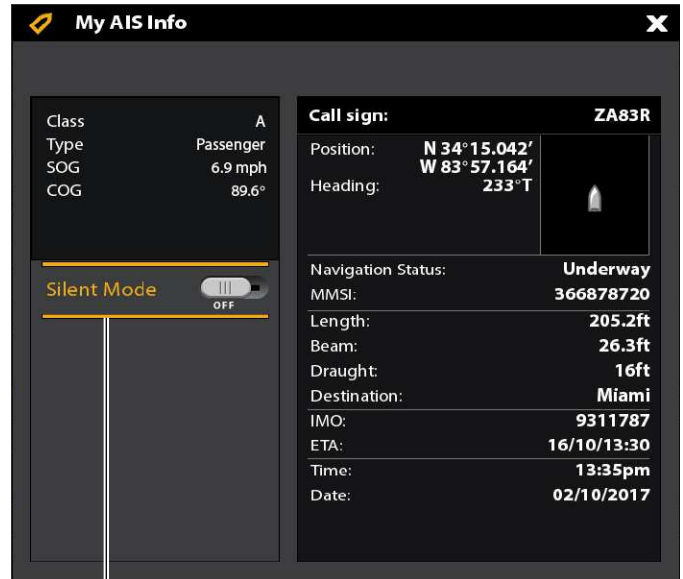 My AIS Info X
Class A
Type Passenger
SOG 6.9 mph
COG 89.6°
Silent Mode
OFF
Call sign: ZA83R
Position: N 34°15.042′
W 83°57.164′
Heading: 233°T
Navigation Status: Underway
MMSI: 366878720
Length: 205.2ft
Beam: 26.3ft
Draught: 16ft
Destination: Miami
IMO: 9311787
ETA: 16/10/13:30
Time: 13:35pm
Date: 02/10/2017